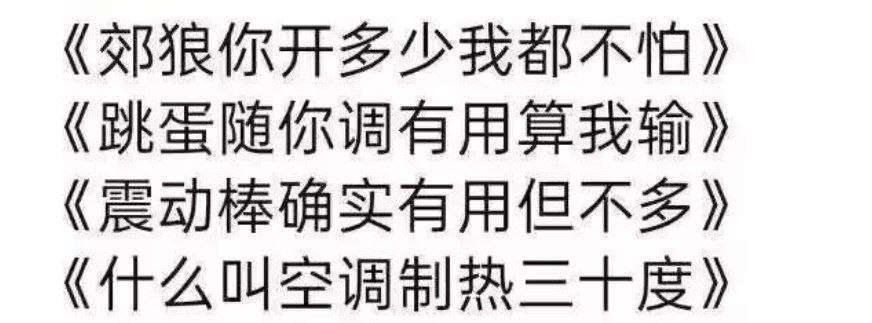 《郊狼你开多少我都不怕》
《跳蛋随你调有用算我输》
《震动棒确实有用但不多》
《什么叫空调制热三十度》